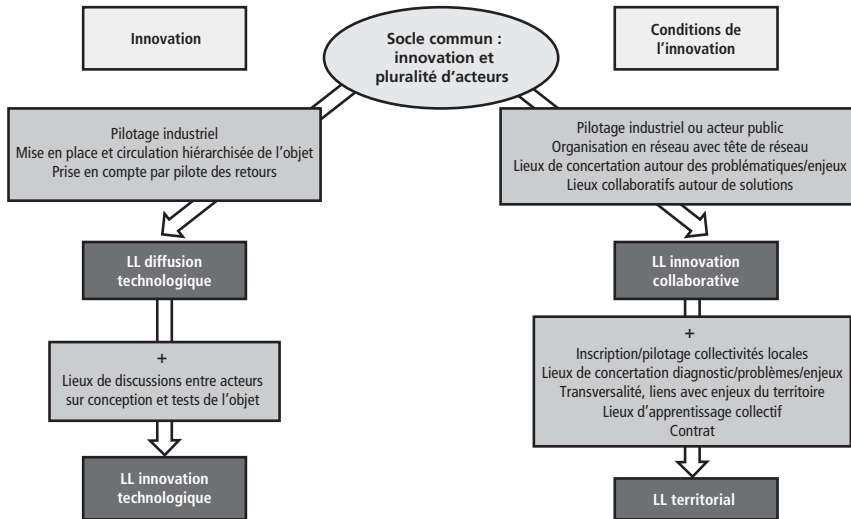 Innovation
Socle commun :
innovation et
pluralité d'acteurs
Conditions de
l'innovation
Pilotage industriel
Mise en place et circulation hiérarchisée de l'objet
Prise en compte par pilote des retours
Pilotage industriel ou acteur public
Organisation en réseau avec tête de réseau
Lieux de concertation autour des problématiques/enjeux
Lieux collaboratifs autour de solutions
LL diffusion
technologique
LL innovation
collaborative
+
Lieux de discussions entre acteurs
sur conception et tests de l'objet
+
Inscription/pilotage collectivités locales
Lieux de concertation diagnostic/problèmes/enjeux
Transversalité, liens avec enjeux du territoire
Lieux d'apprentissage collectif
Contrat
LL innovation
technologique
LL territorial